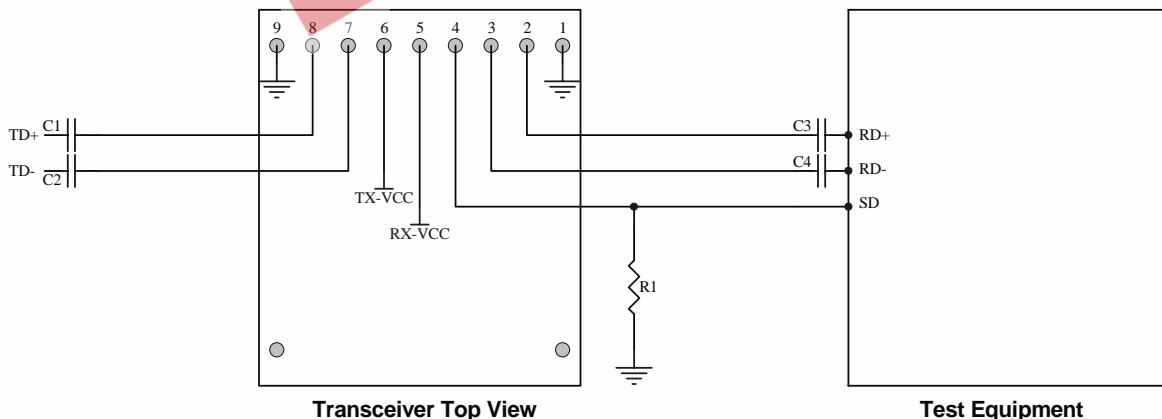 9 8 7 6 5 4 3 2 1
C1
TD+
TD-
C2
C3
RD+
C4
RD-
SD
TX-VCC
RX-VCC
R1
Transceiver Top View
Test Equipment